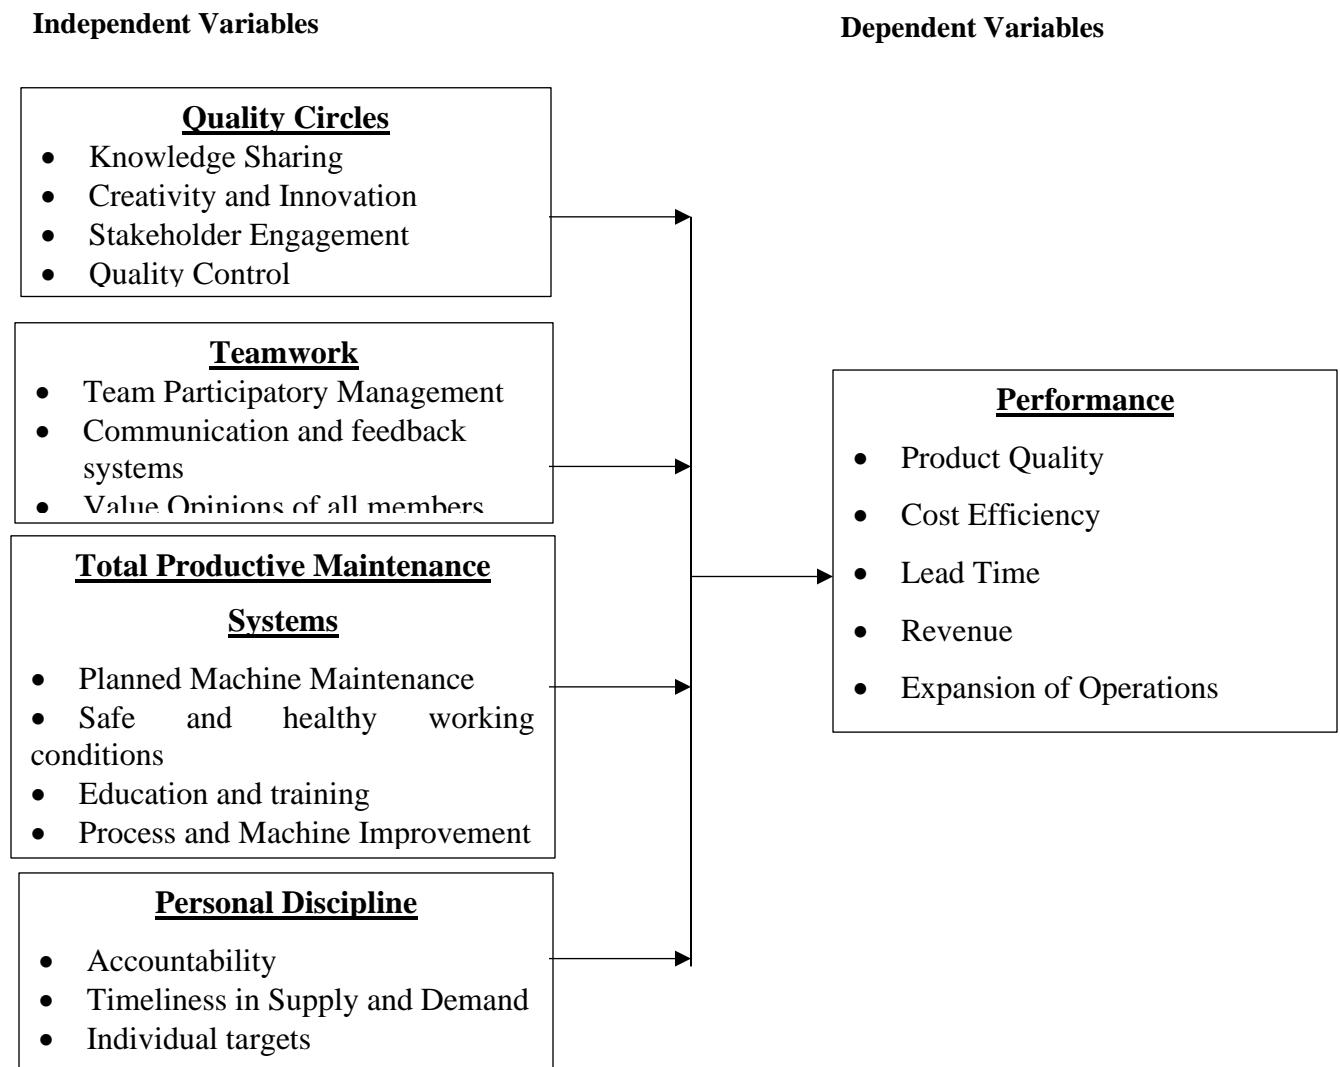 Independent Variables
Dependent Variables
Quality Circles
• Knowledge Sharing
• Creativity and Innovation
• Stakeholder Engagement
• Quality Control
Teamwork
• Team Participatory Management
• Communication and feedback
systems
• Value Opinions of all members
Total Productive Maintenance
Systems
• Planned Machine Maintenance
• Safe and healthy working
conditions
• Education and training
• Process and Machine Improvement
Personal Discipline
• Accountability
• Timeliness in Supply and Demand
• Individual targets
Performance
• Product Quality
• Cost Efficiency
• Lead Time
• Revenue
• Expansion of Operations